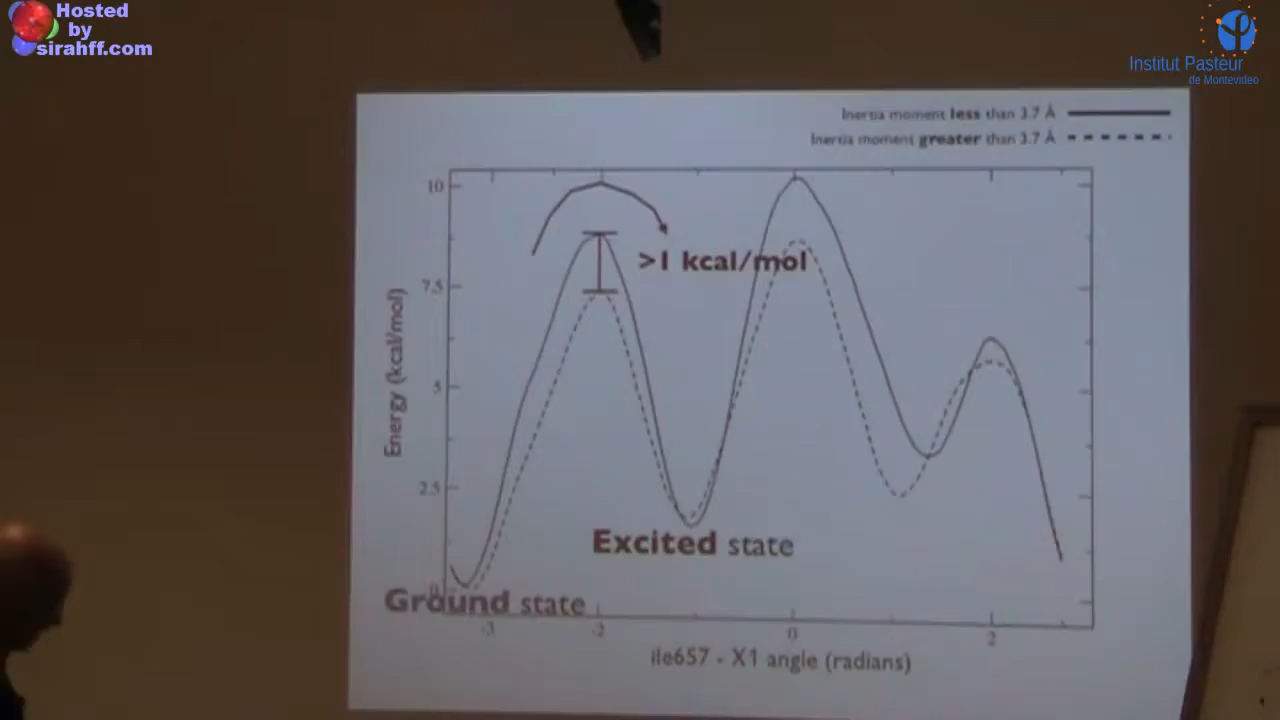 Hosted
by
sirahff.com
Institut Pasteur
de Montevideo
Inertia moment less than 3.7 Å
Inertia moment greater than 3.7 Å
10
7.5
5
2.5
0
Energy (kcal/mol)
>1 kcal/mol
Excited state
Ground state
-3
-2
0
2
ile657 - X1 angle (radians)